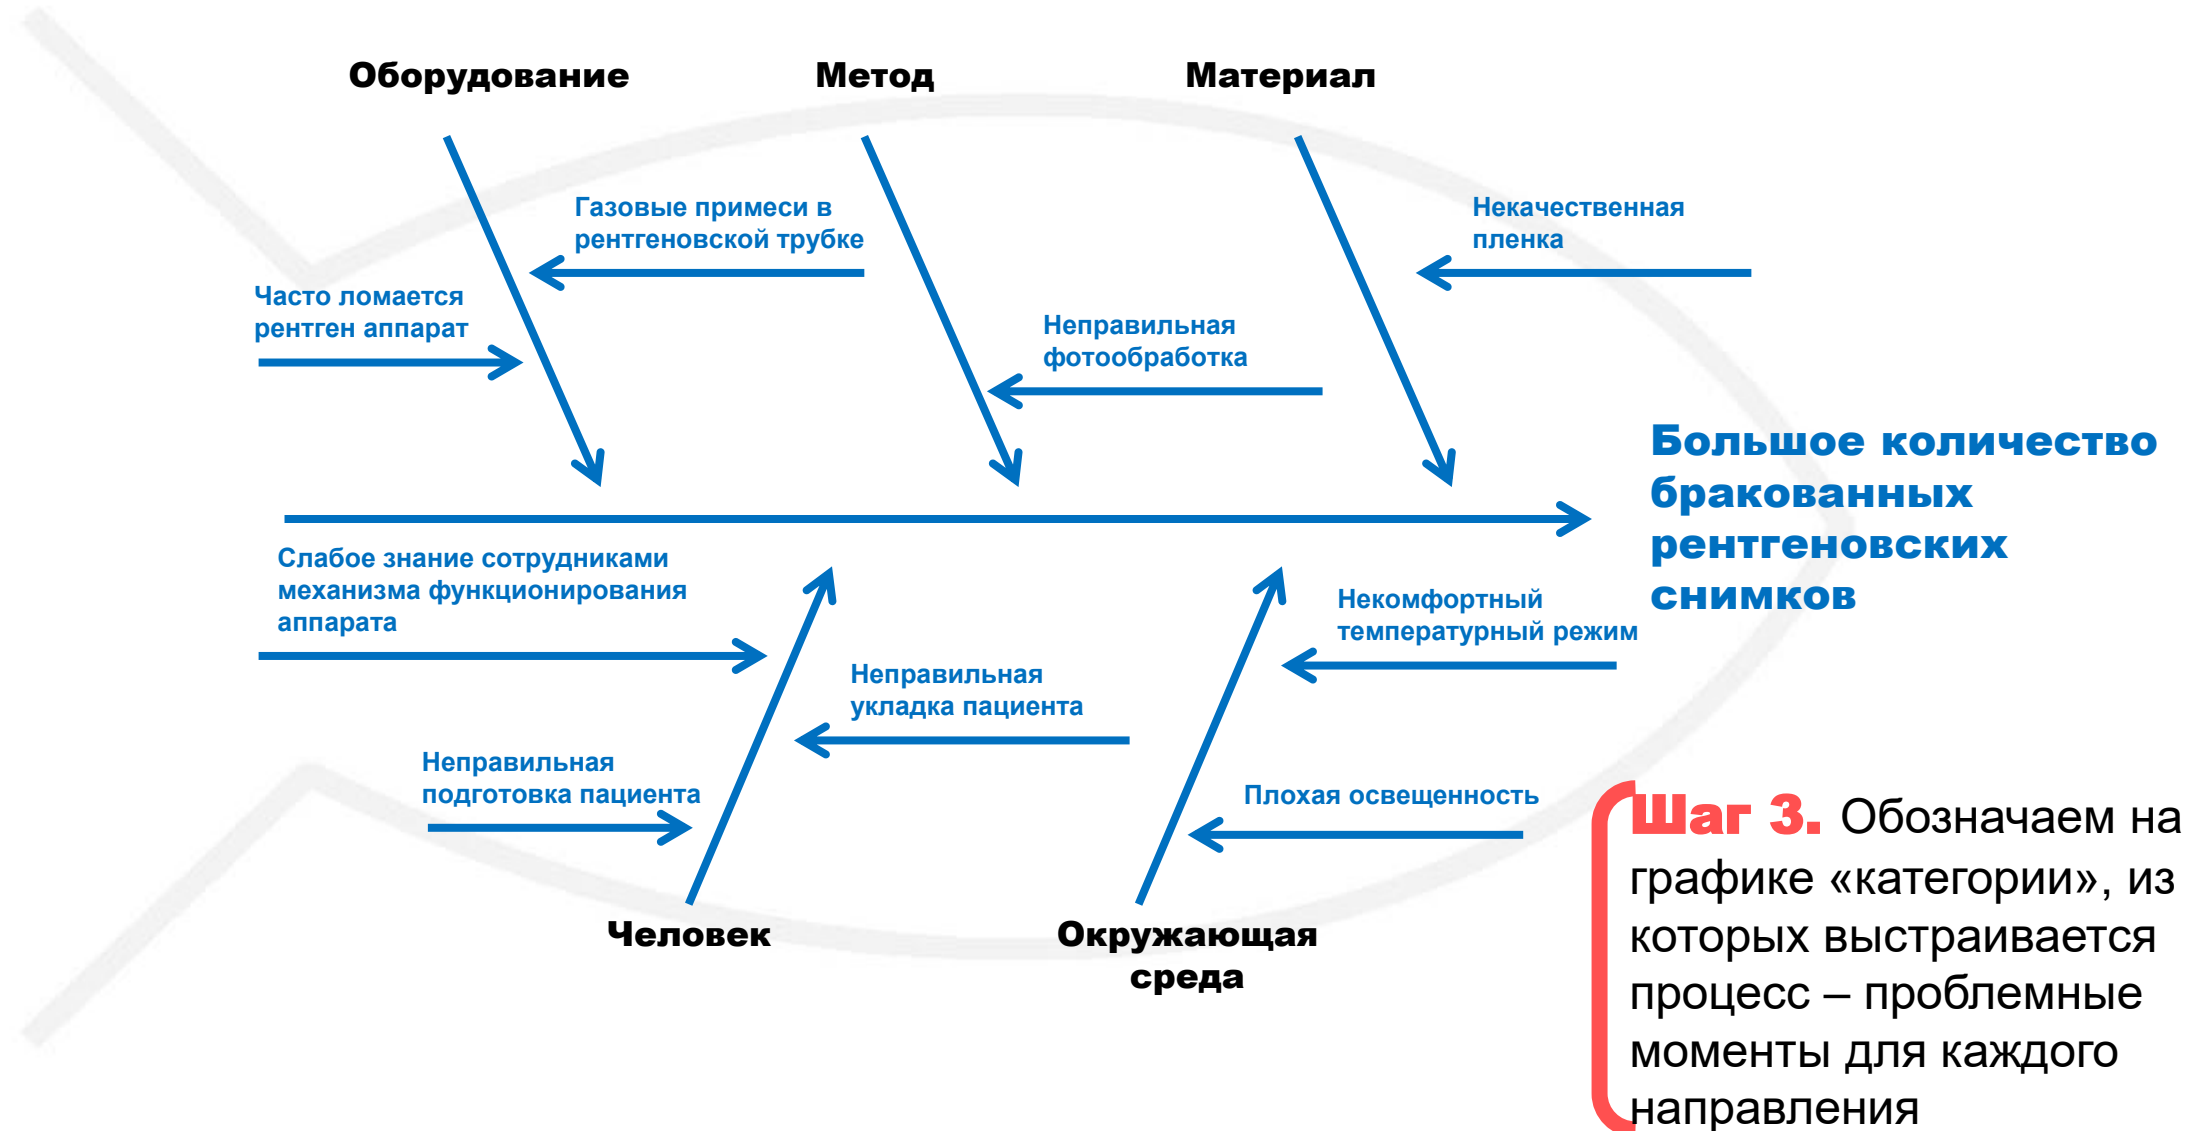 Оборудование
Метод
Материал
Газовые примеси в
рентгеновской трубке
Некачественная
пленка
Часто ломается
рентген аппарат
Неправильная
фотообработка
Большое количество
бракованных
рентгеновских
снимков
Слабое знание сотрудниками
механизма функционирования
аппарата
Некомфортный
температурный режим
Неправильная
укладка пациента
Неправильная
подготовка пациента
Плохая освещенность
Человек
Окружающая
среда
Шаг 3. Обозначаем на
графике «категории», из
которых выстраивается
процесс – проблемные
моменты для каждого
направления